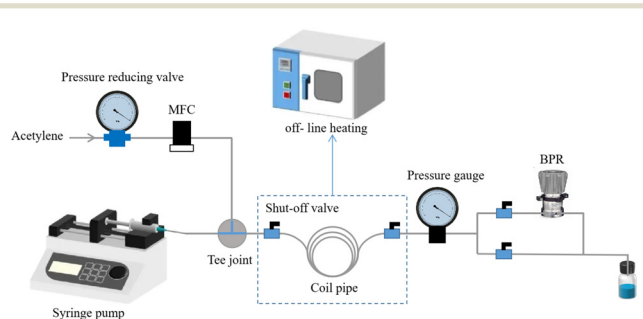 off- line heating
Pressure reducing valve
MFC
Acetylene
Pressure gauge
BPR
Shut-off valve
Tee joint
Coil pipe
Syringe pump